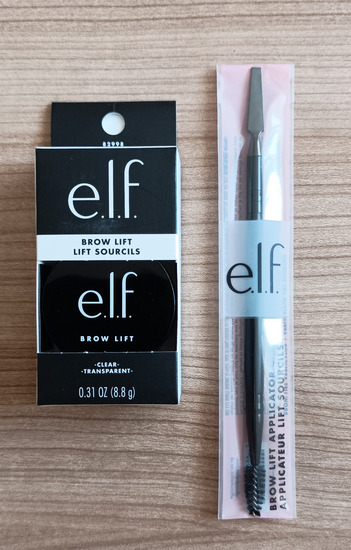 82998
e.l.f.
BROW LIFT
LIFT SOURCILS
e.l.f.
BROW LIFT
-CLEAR-
-TRANSPARENT-
0.31 OZ (8.8 g)
e.l.f.
BROW LIFT APPLICATOR
APPLICATEUR LIFT SOURCILS